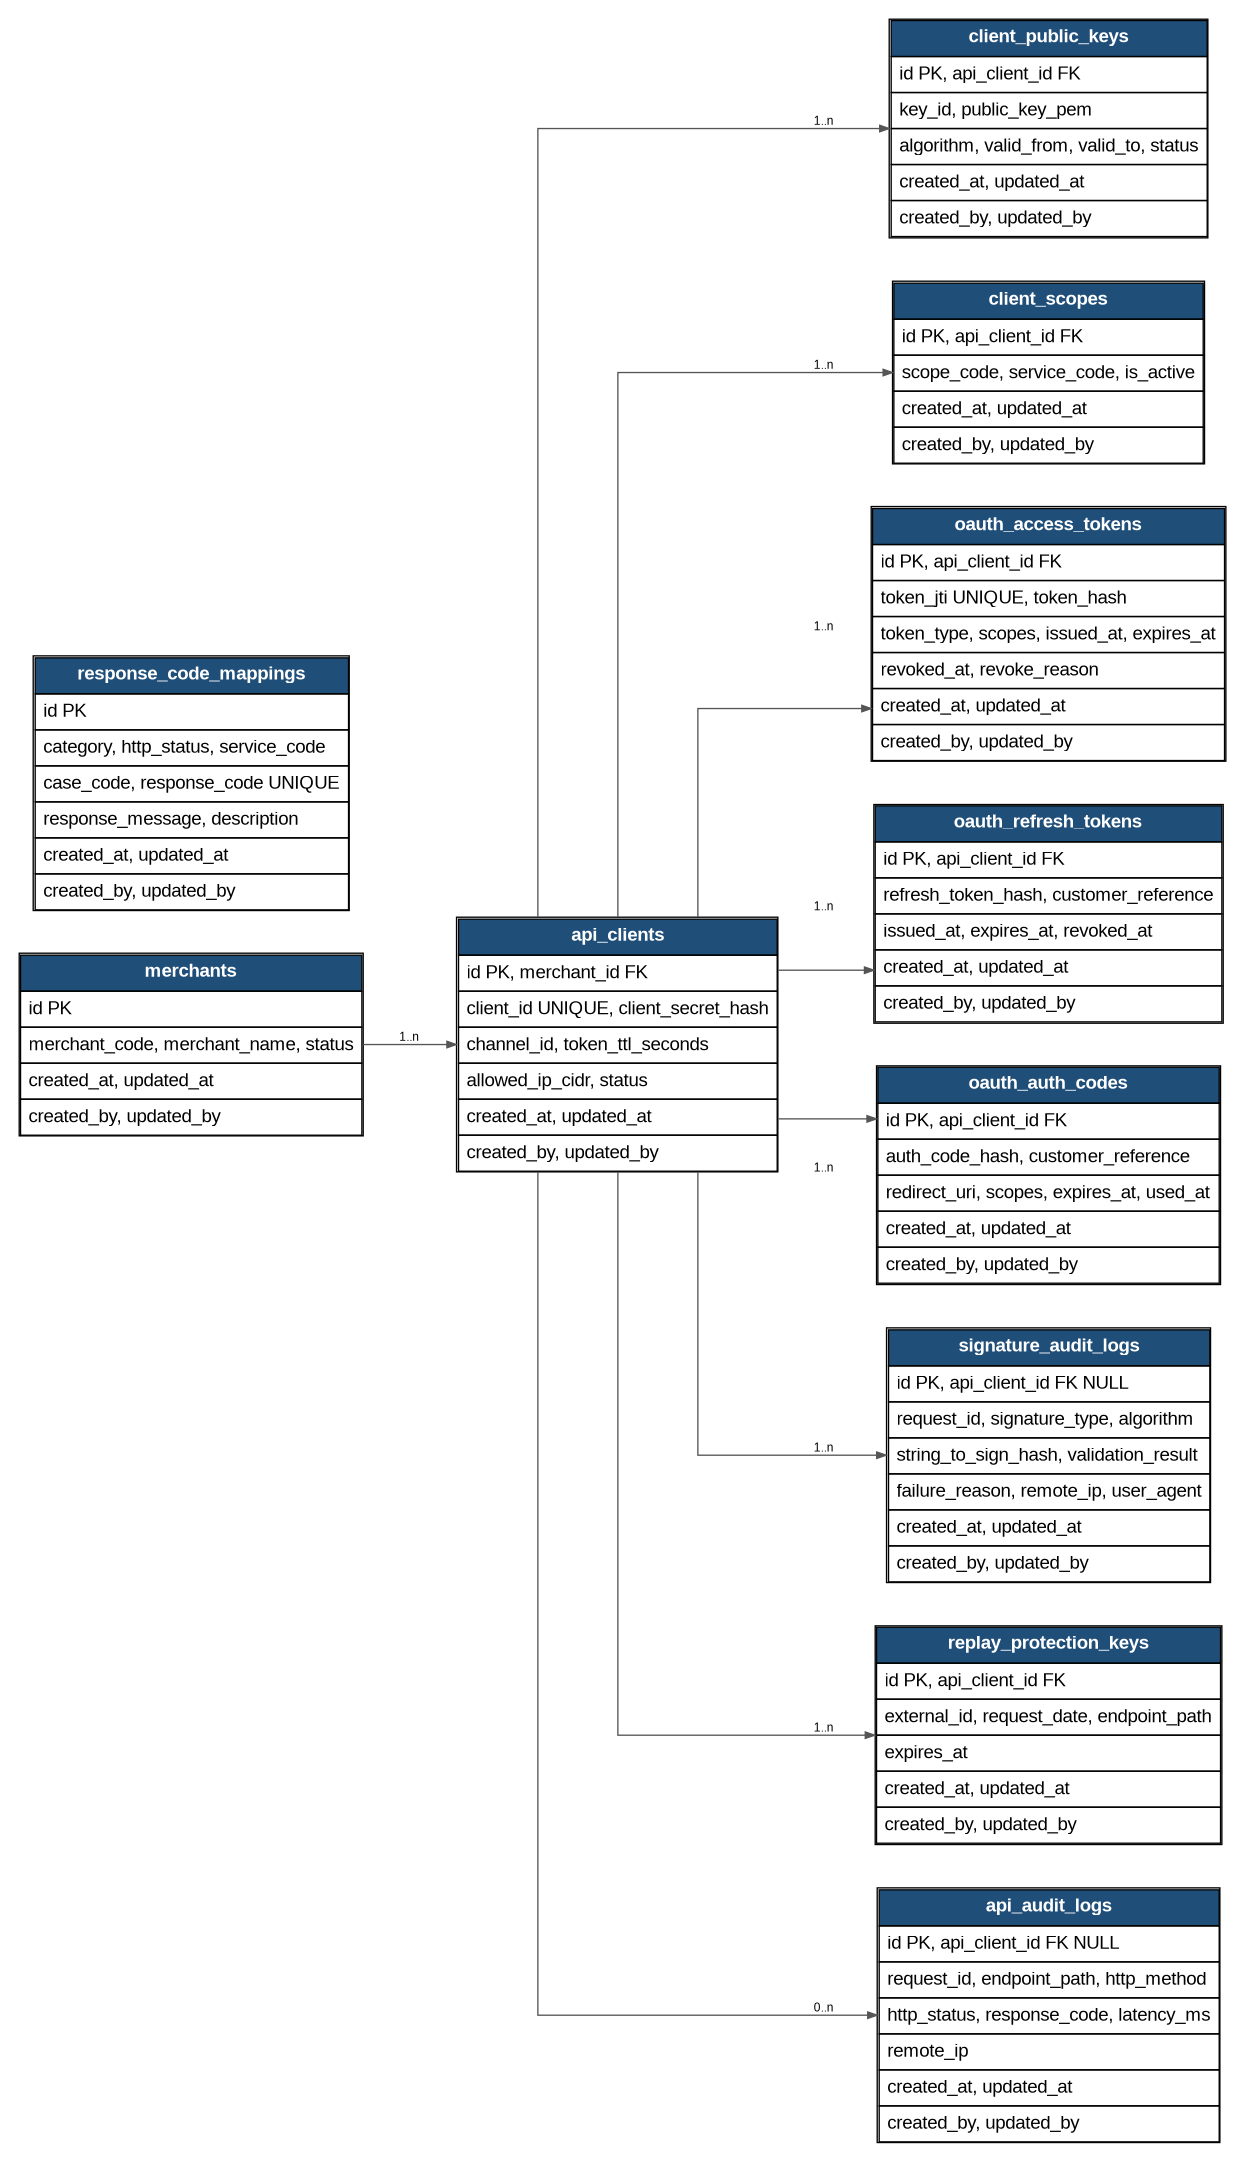 client_public_keys
id PK, api_client_id FK
key_id, public_key_pem
algorithm, valid_from, valid_to, status
created_at, updated_at
created_by, updated_by
1..n
client_scopes
id PK, api_client_id FK
scope_code, service_code, is_active
created_at, updated_at
created_by, updated_by
1..n
oauth_access_tokens
id PK, api_client_id FK
token_jti UNIQUE, token_hash
token_type, scopes, issued_at, expires_at
revoked_at, revoke_reason
created_at, updated_at
created_by, updated_by
1..n
response_code_mappings
id PK
category, http_status, service_code
case_code, response_code UNIQUE
response_message, description
created_at, updated_at
created_by, updated_by
oauth_refresh_tokens
id PK, api_client_id FK
refresh_token_hash, customer_reference
issued_at, expires_at, revoked_at
created_at, updated_at
created_by, updated_by
1..n
merchants
id PK
merchant_code, merchant_name, status
created_at, updated_at
created_by, updated_by
1..n
api_clients
id PK, merchant_id FK
client_id UNIQUE, client_secret_hash
channel_id, token_ttl_seconds
allowed_ip_cidr, status
created_at, updated_at
created_by, updated_by
oauth_auth_codes
id PK, api_client_id FK
auth_code_hash, customer_reference
redirect_uri, scopes, expires_at, used_at
created_at, updated_at
created_by, updated_by
1..n
signature_audit_logs
id PK, api_client_id FK NULL
request_id, signature_type, algorithm
string_to_sign_hash, validation_result
failure_reason, remote_ip, user_agent
created_at, updated_at
created_by, updated_by
1..n
replay_protection_keys
id PK, api_client_id FK
external_id, request_date, endpoint_path
expires_at
created_at, updated_at
created_by, updated_by
1..n
api_audit_logs
id PK, api_client_id FK NULL
request_id, endpoint_path, http_method
http_status, response_code, latency_ms
remote_ip
created_at, updated_at
created_by, updated_by
0..n